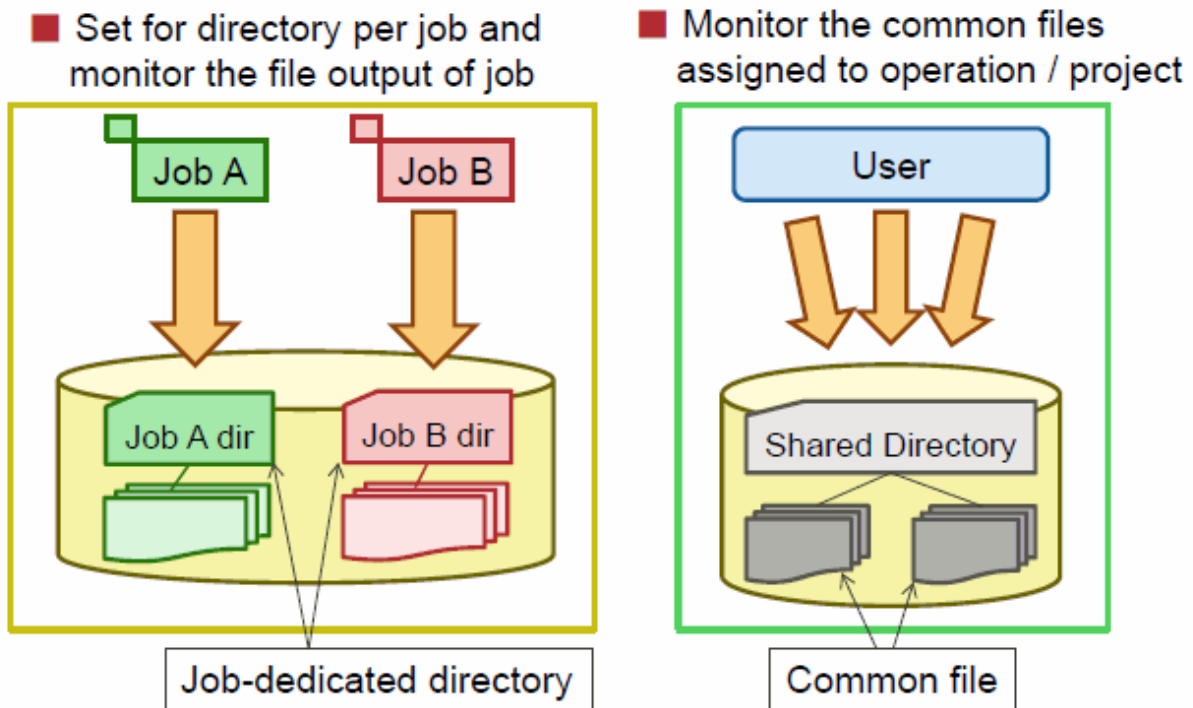 Set for directory per job and
monitor the file output of job
Job A
Job B
Job A dir
Job B dir
Job-dedicated directory
Monitor the common files
assigned to operation / project
User
Shared Directory
Common file